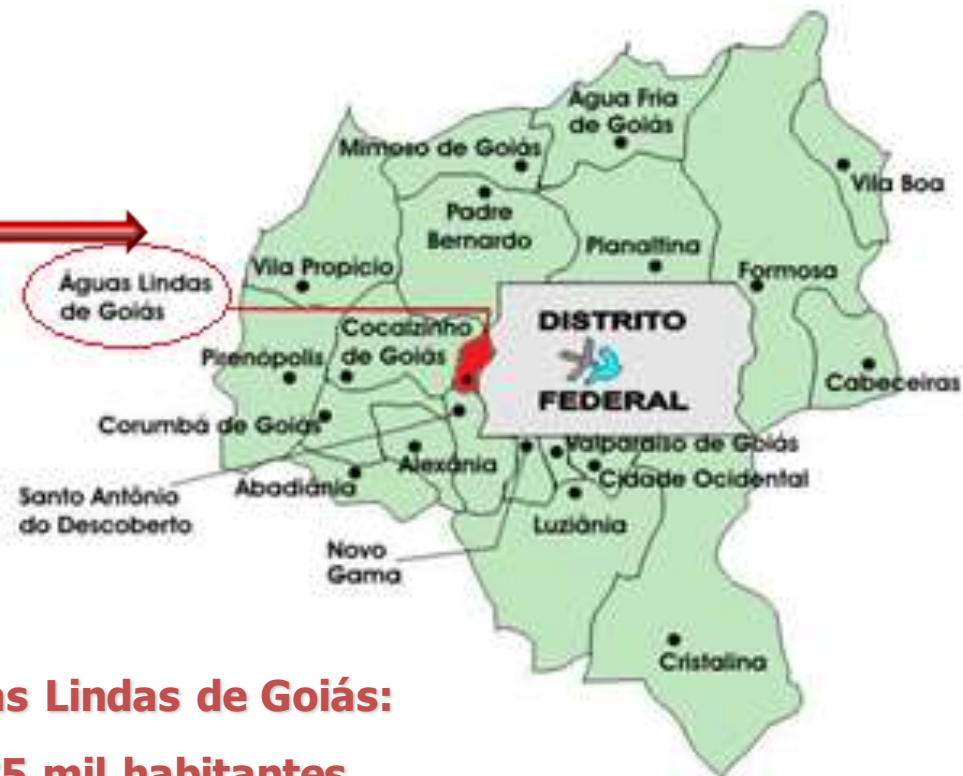 Água Fria
de Goiás
Mimoso de Goiás
Vila Boa
Padre
Bernardo
Planaltina
Vila Propício
Formosa
Águas Lindas
de Goiás
DISTRITO
FEDERAL
Cocalzinho
de Goiás
Pirenópolis
Cabeceiras
Corumbá de Goiás
Valparaíso de Goiás
Alexânia
Cidade Ocidental
Abadiânia
Santo Antônio
do Descoberto
Luziânia
Novo
Gama
Cristalina
Lindas de Goiás:
mil habitantes